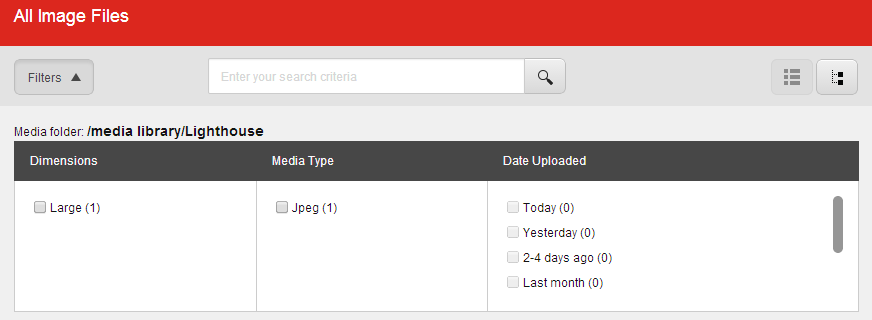 All Image Files
Filters
Enter your search criteria
Media folder: /media library/Lighthouse
Dimensions Media Type Date Uploaded
Large (1) Jpeg (1) Today (0)
Yesterday (0)
2-4 days ago (0)
Last month (0)